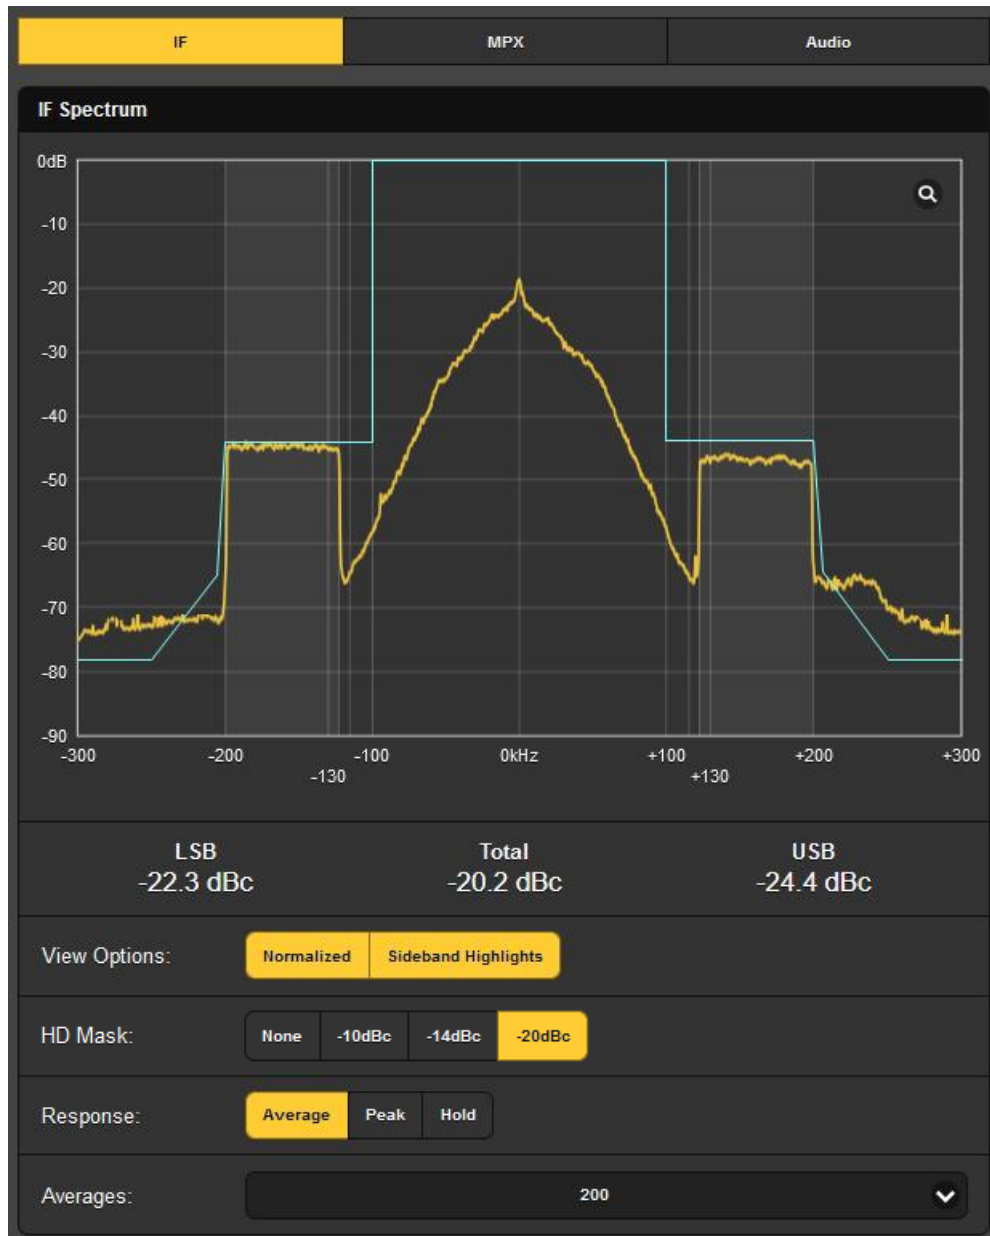 IF MPX Audio
IF Spectrum
0dB
-10
-20
-30
-40
-50
-60
-70
-80
-90
-300 -200 -100 0kHz +100 +200 +300
-130 +130
LSB Total USB
-22.3 dBc -20.2 dBc -24.4 dBc
View Options: Normalized Sideband Highlights
HD Mask: None -10dBc -14dBc -20dBc
Response: Average Peak Hold
Averages: 200